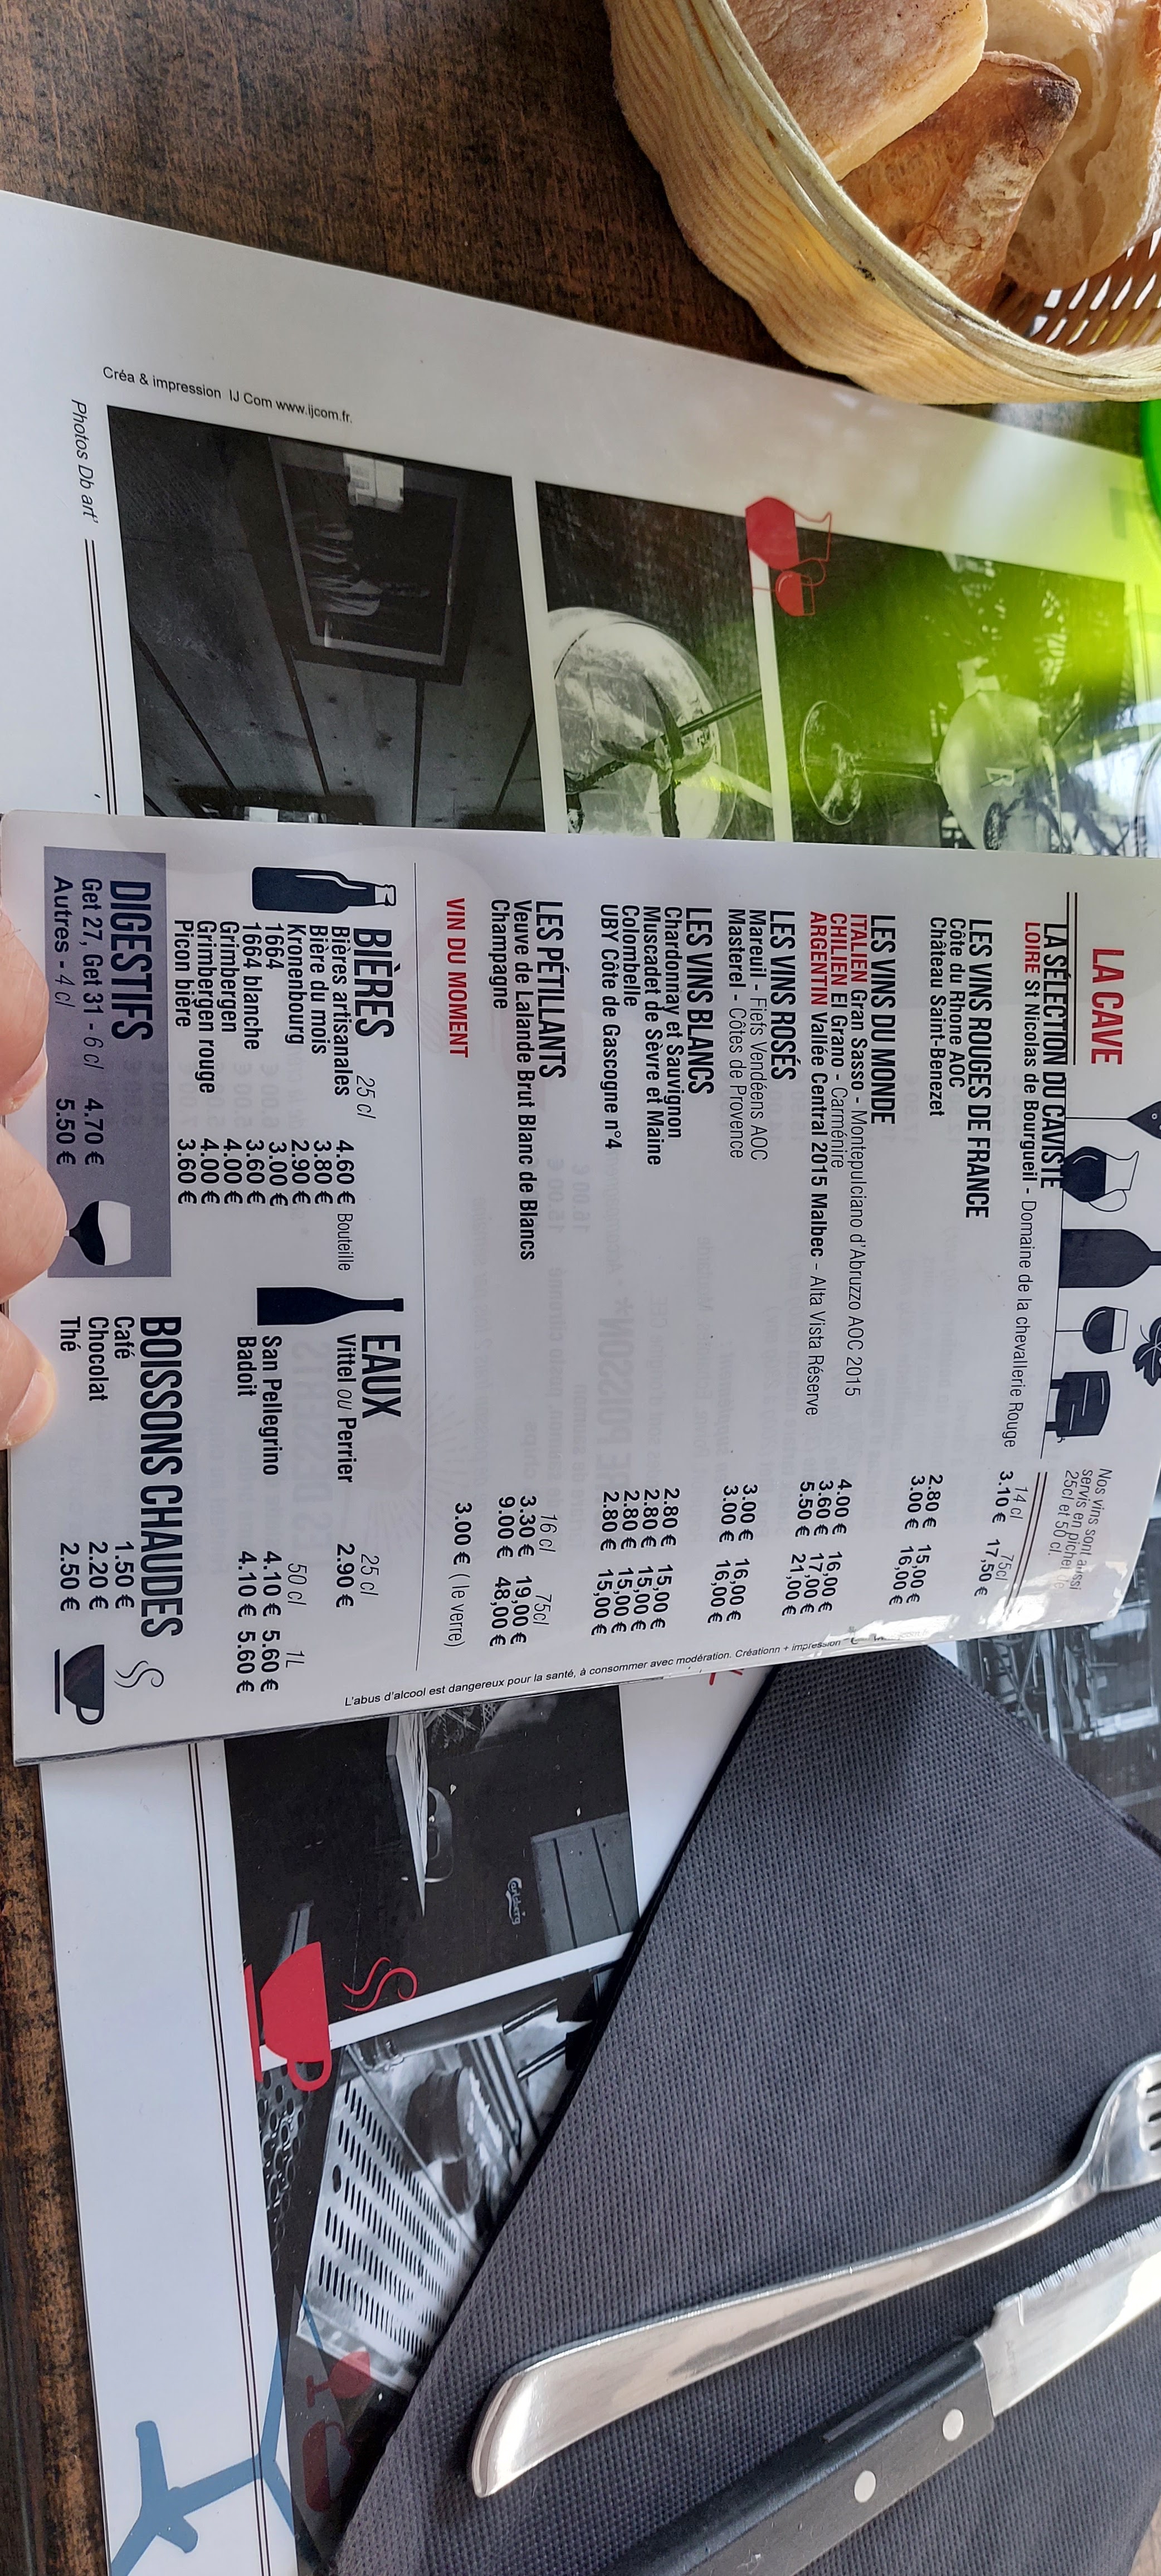 LA CAVE
Nos vins sont aussi
servis en pichet de
25cl et 50 cl.
LA SÉLECTION DU CAVISTE
14 cl 75cl
LOIRE St Nicolas de Bourgueil - Domaine de la chevallerie Rouge 3.10 € 17,50 €
LES VINS ROUGES DE FRANCE
Côte du Rhone AOC 2.80 € 15,00 €
Château Saint-Benezet 3.00 € 16,00 €
LES VINS DU MONDE
ITALIEN Gran Sasso - Montepulciano d'Abruzzo AOC 2015 4.00 € 16,00 €
CHILIEN El Grano - Carménire 3.60 € 17,00 €
ARGENTIN Vallée Central 2015 Malbec - Alta Vista Réserve 5.50 € 21,00 €
LES VINS ROSÉS
Mareuil - Fiefs Vendéens AOC 3.00 € 16,00 €
Masterel - Côtes de Provence 3.00 € 16,00 €
LES VINS BLANCS
Chardonnay et Sauvignon 2.80 € 15,00 €
Muscadet de Sèvre et Maine 2.80 € 15,00 €
Colombelle 2.80 € 15,00 €
UBY Côte de Gascogne n°4 2.80 € 15,00 €
LES PÉTILLANTS 16 cl 75cl
Veuve de Lalande Brut Blanc de Blancs 3.30 € 19,00 €
Champagne 9.00 € 48,00 €
VIN DU MOMENT 3.00 € ( le verre)
BIÈRES 25 cl
Bières artisanales 4.60 € Bouteille
Bière du mois 3.80 €
Kronenbourg 2.90 €
1664 3.00 €
1664 blanche 3.60 €
Grimbergen 4.00 €
Grimbergen rouge 4.00 €
Picon bière 3.60 €
DIGESTIFS
Get 27, Get 31 - 6 cl 4.70 €
Autres - 4 cl 5.50 €
EAUX 25 cl
Vittel ou Perrier 2.90 €
50 cl 1L
San Pellegrino 4.10 € 5.60 €
Badoit 4.10 € 5.60 €
BOISSONS CHAUDES
Café 1.50 €
Chocolat 2.20 €
Thé 2.50 €
L'abus d'alcool est dangereux pour la santé, à consommer avec modération. Créationn + impression
Créa & impression IJ Com www.ijcom.fr.
Photos Db art'
Carlsberg